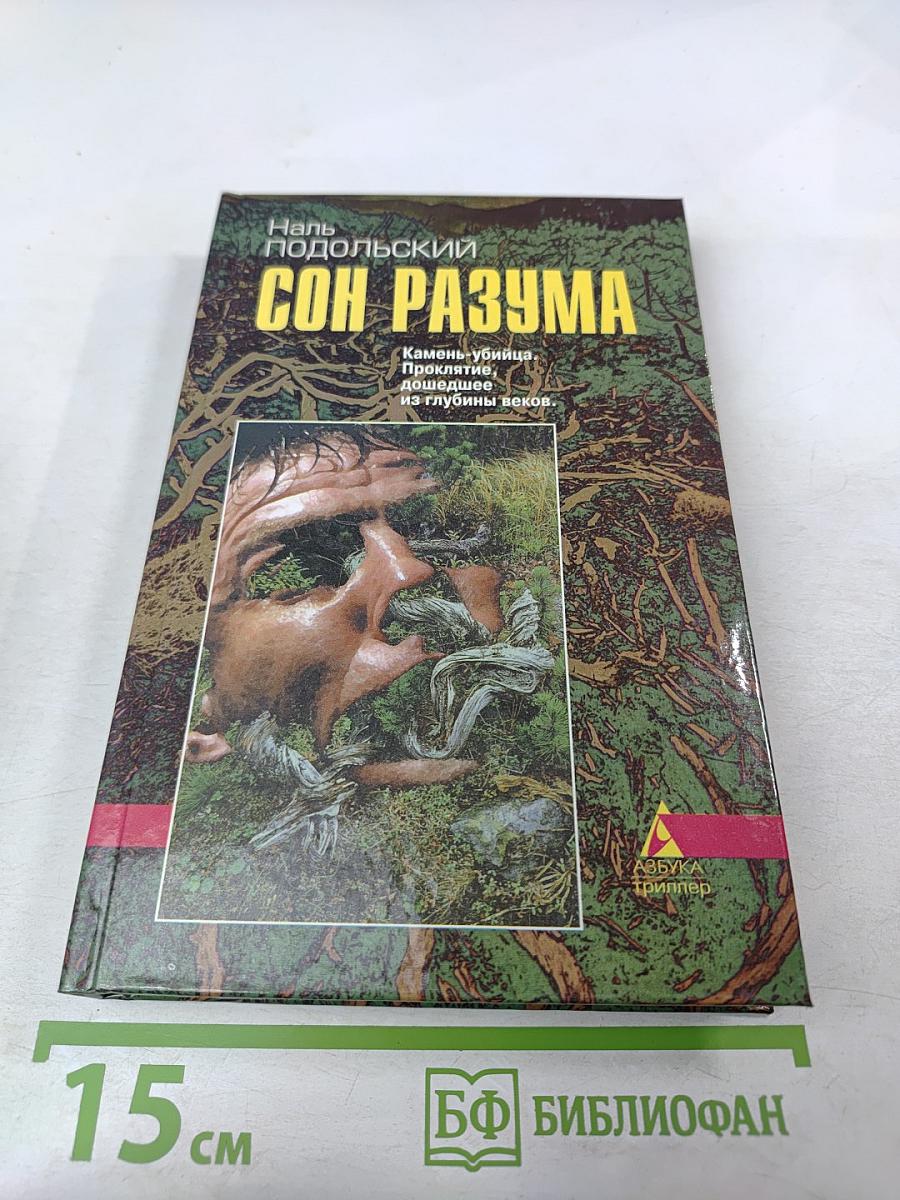 Наль
ПОДОЛЬСКИЙ
СОН РАЗУМА
Камень-убийца.
Проклятие,
дошедшее
из глубины веков.
АЗБУКА
триллер
15 см
БФ БИБЛИОФАН